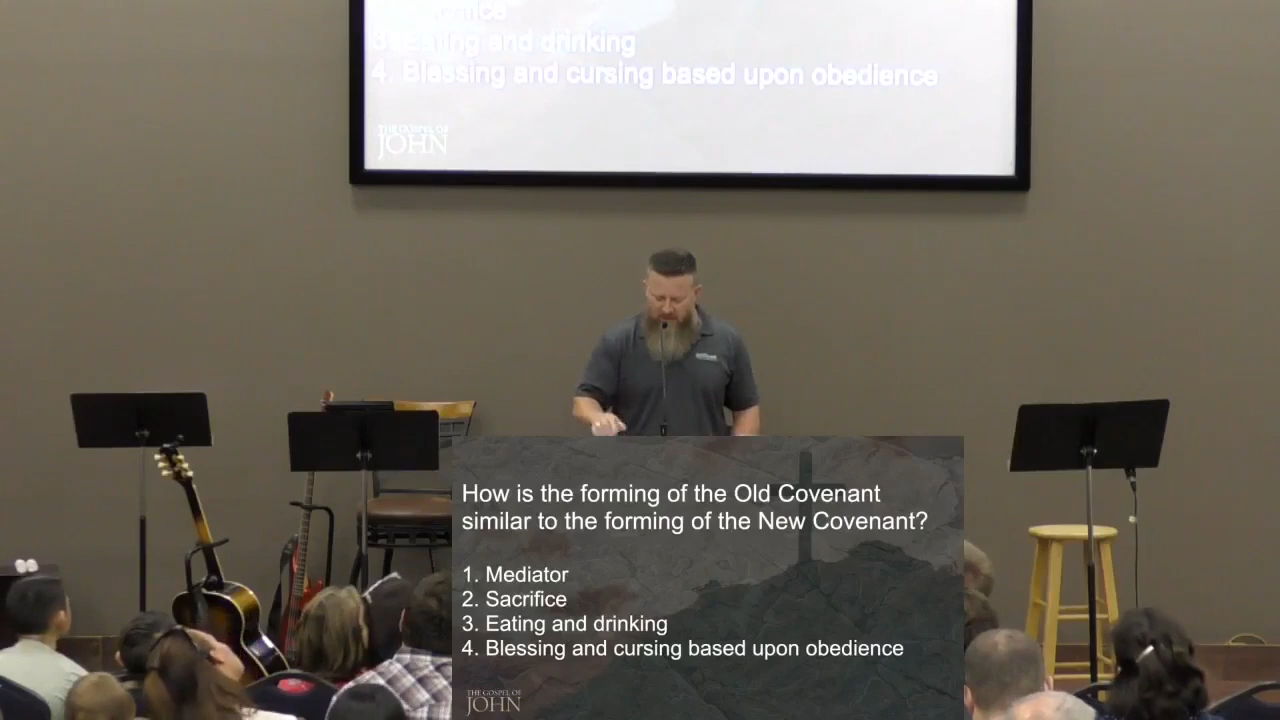 3. Eating and drinking
4. Blessing and cursing based upon obedience
THE GOSPEL OF
JOHN
How is the forming of the Old Covenant
similar to the forming of the New Covenant?
1. Mediator
2. Sacrifice
3. Eating and drinking
4. Blessing and cursing based upon obedience
THE GOSPEL OF
JOHN